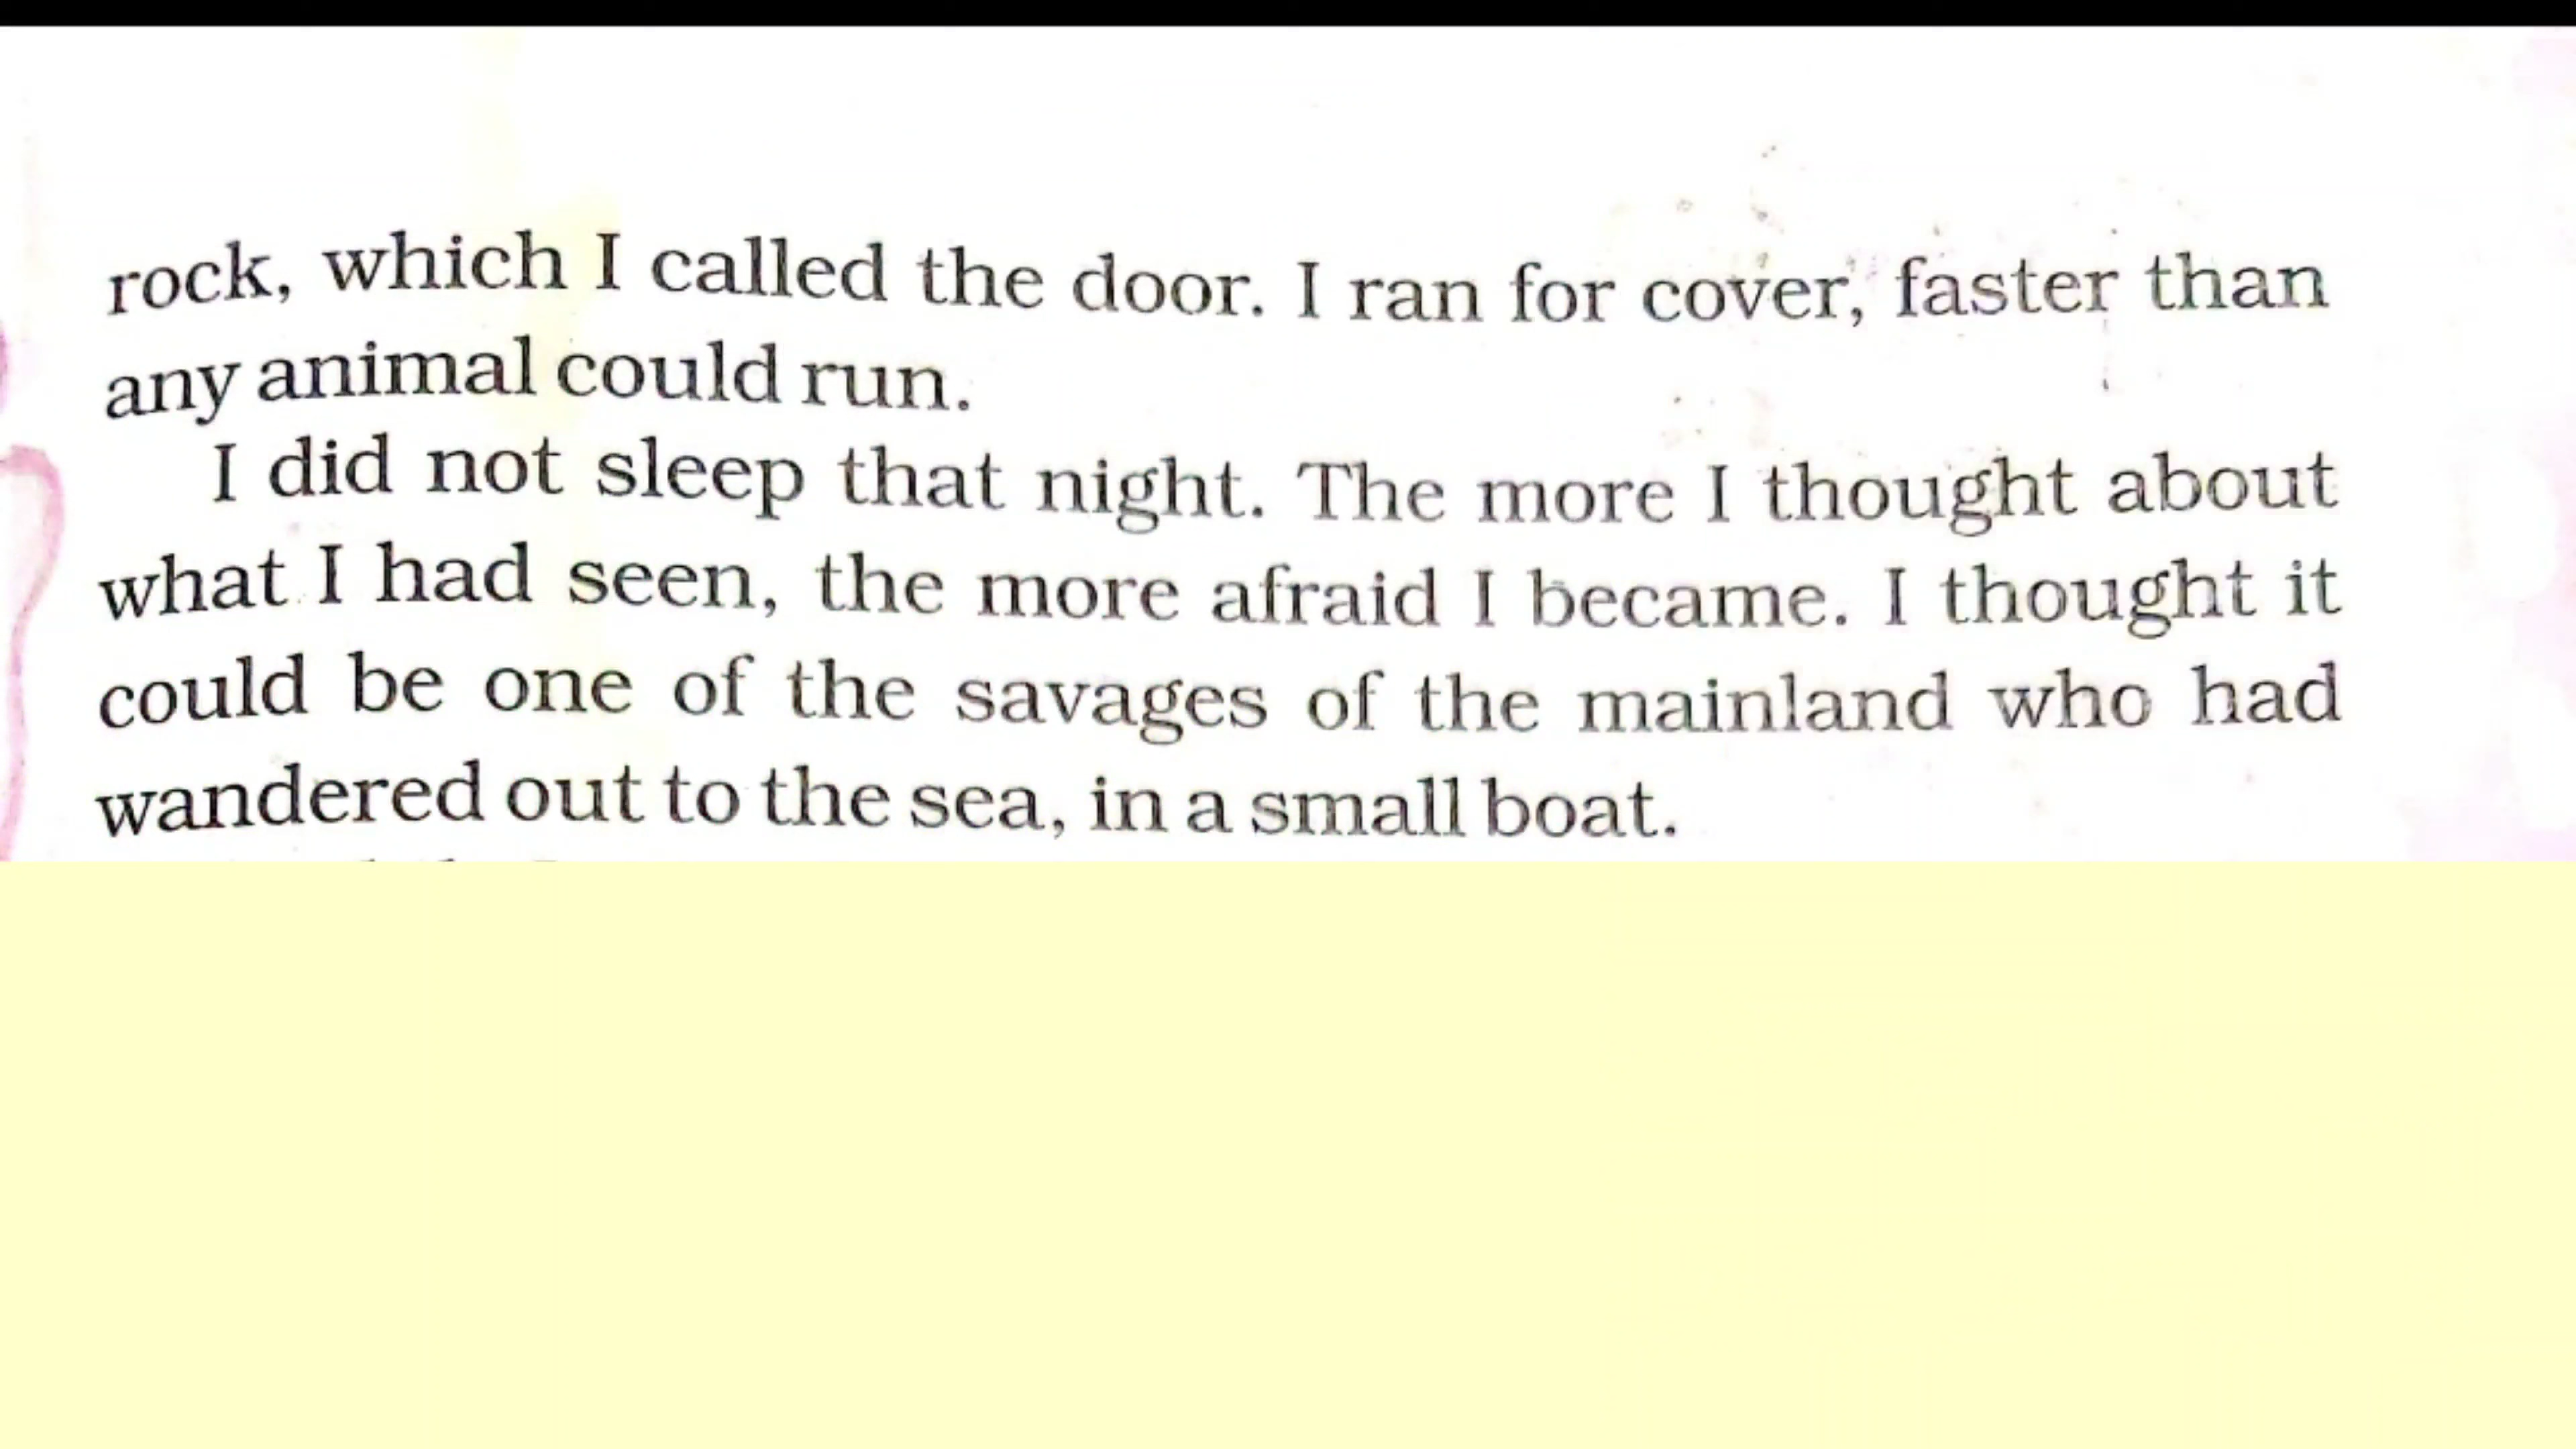 rock, which I called the door. I ran for cover, faster than
any animal could run.
I did not sleep that night. The more I thought about
what I had seen, the more afraid I became. I thought it
could be one of the savages of the mainland who had
wandered out to the sea, in a small boat.